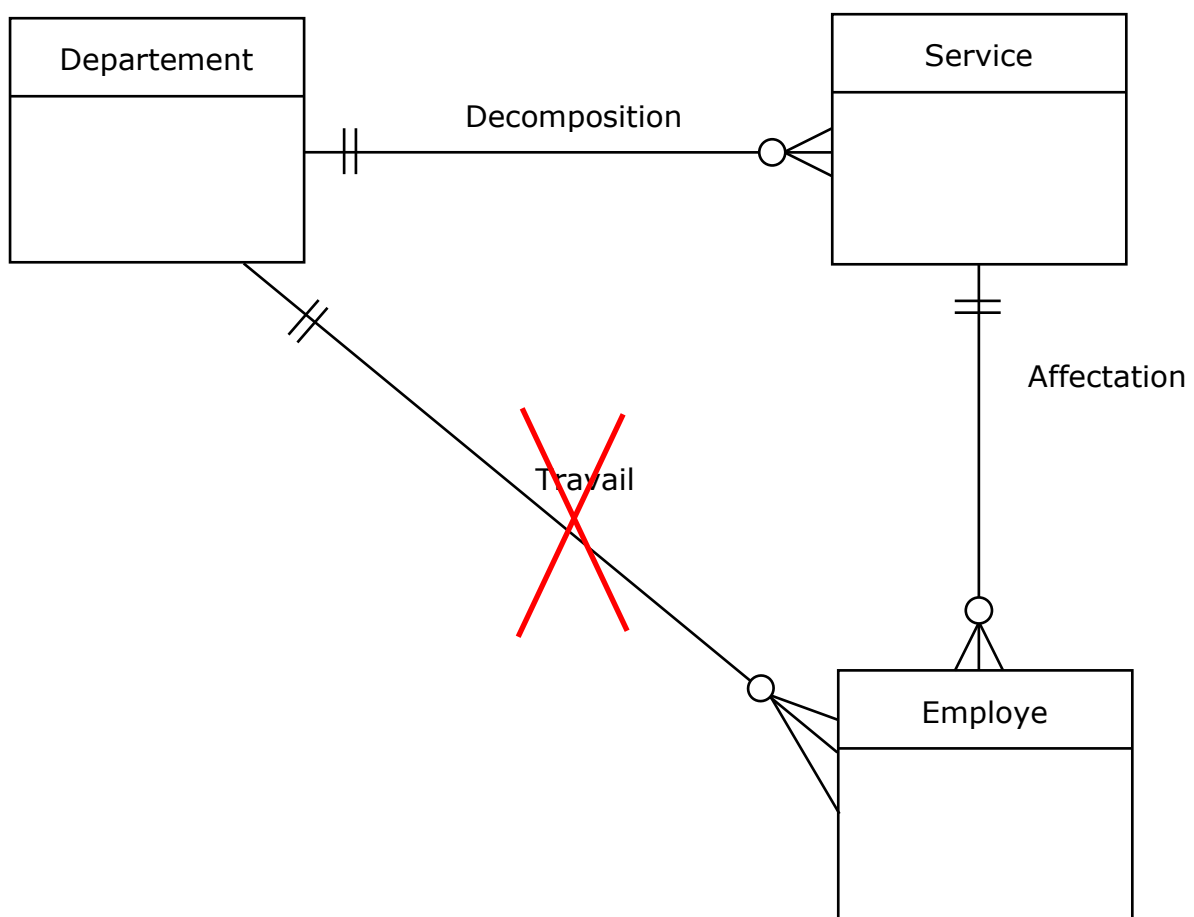 Departement
Service
Decomposition
Affectation
Travail
Employe